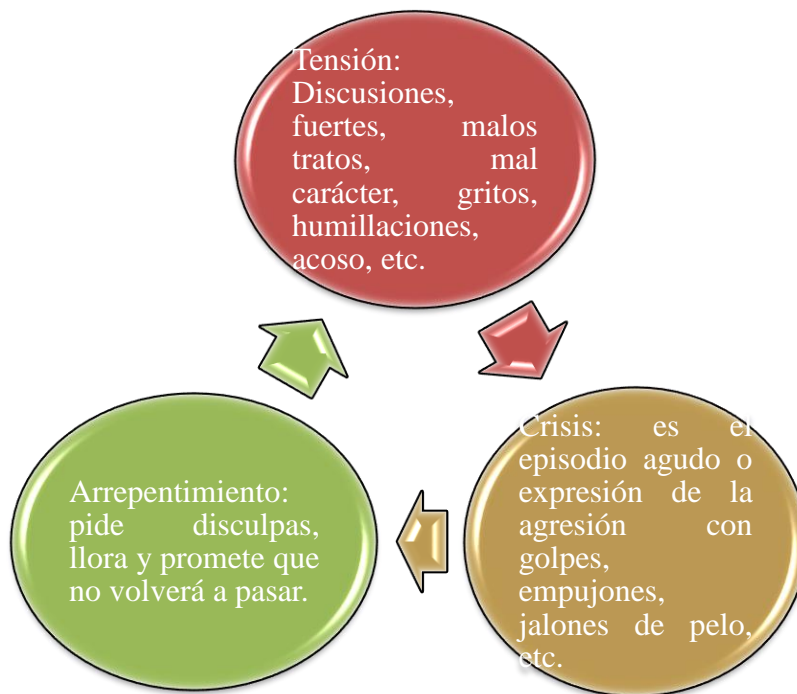 Tensión:
Discusiones,
fuertes, malos
tratos, mal
carácter, gritos,
humillaciones,
acoso, etc.
Crisis: es el
episodio agudo o
expresión de la
agresión con
golpes,
empujones,
jalones de pelo,
etc.
Arrepentimiento:
pide disculpas,
llora y promete que
no volverá a pasar.